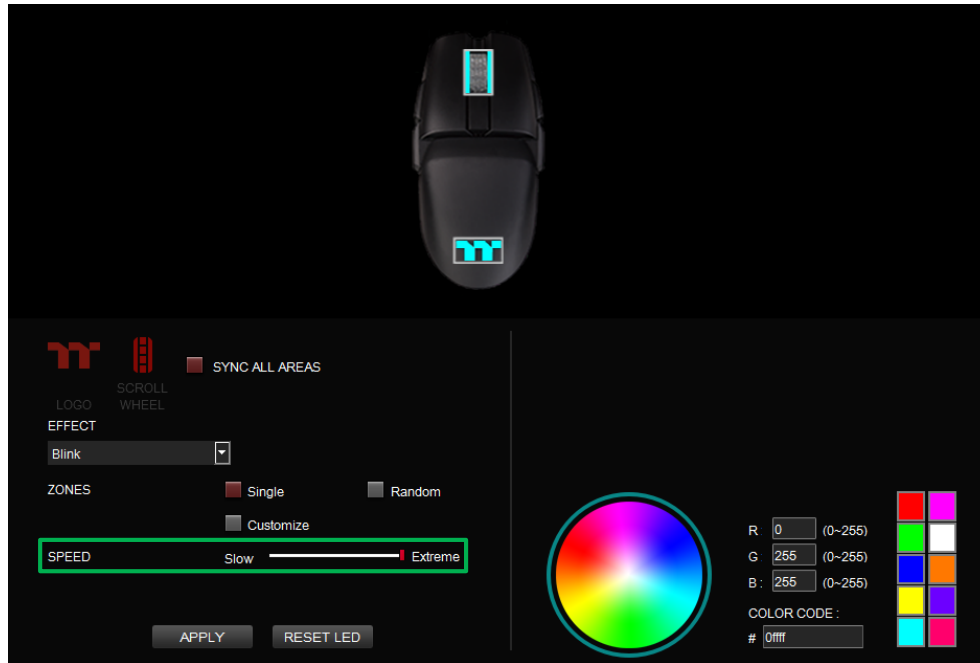 SYNC ALL AREAS
LOGO
SCROLL WHEEL
EFFECT
Blink
ZONES
Single
Random
Customize
SPEED
Slow
Extreme
APPLY
RESET LED
R : 0 (0~255)
G : 255 (0~255)
B : 255 (0~255)
COLOR CODE :
# 0ffff